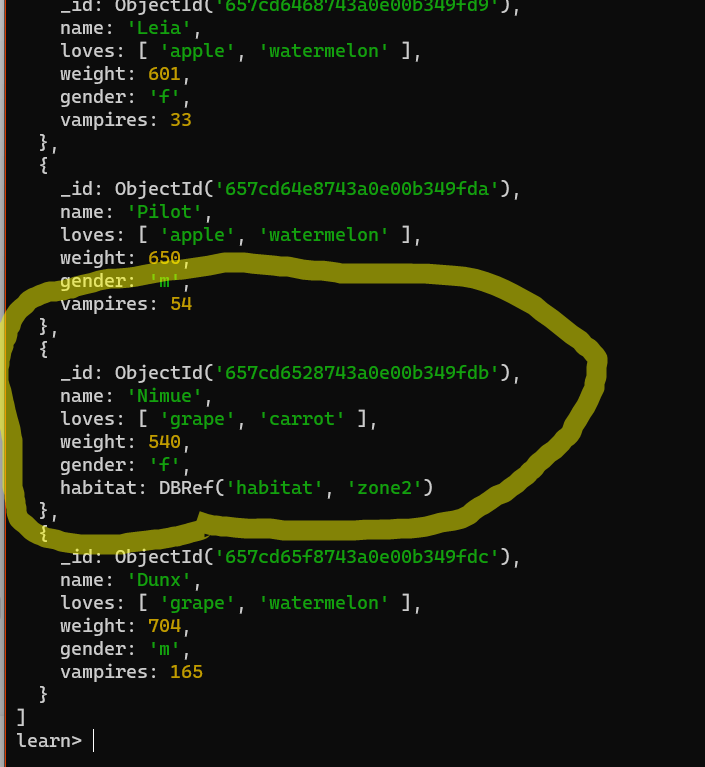 _id: ObjectId('657cd6468743a0e00b349fd9'),
name: 'Leia',
loves: [ 'apple', 'watermelon' ],
weight: 601,
gender: 'f',
vampires: 33
},
{
_id: ObjectId('657cd64e8743a0e00b349fda'),
name: 'Pilot',
loves: [ 'apple', 'watermelon' ],
weight: 650,
gender: 'm',
vampires: 54
},
{
_id: ObjectId('657cd6528743a0e00b349fdb'),
name: 'Nimue',
loves: [ 'grape', 'carrot' ],
weight: 540,
gender: 'f',
habitat: DBRef('habitat', 'zone2')
},
{
_id: ObjectId('657cd65f8743a0e00b349fdc'),
name: 'Dunx',
loves: [ 'grape', 'watermelon' ],
weight: 704,
gender: 'm',
vampires: 165
}
]
learn>